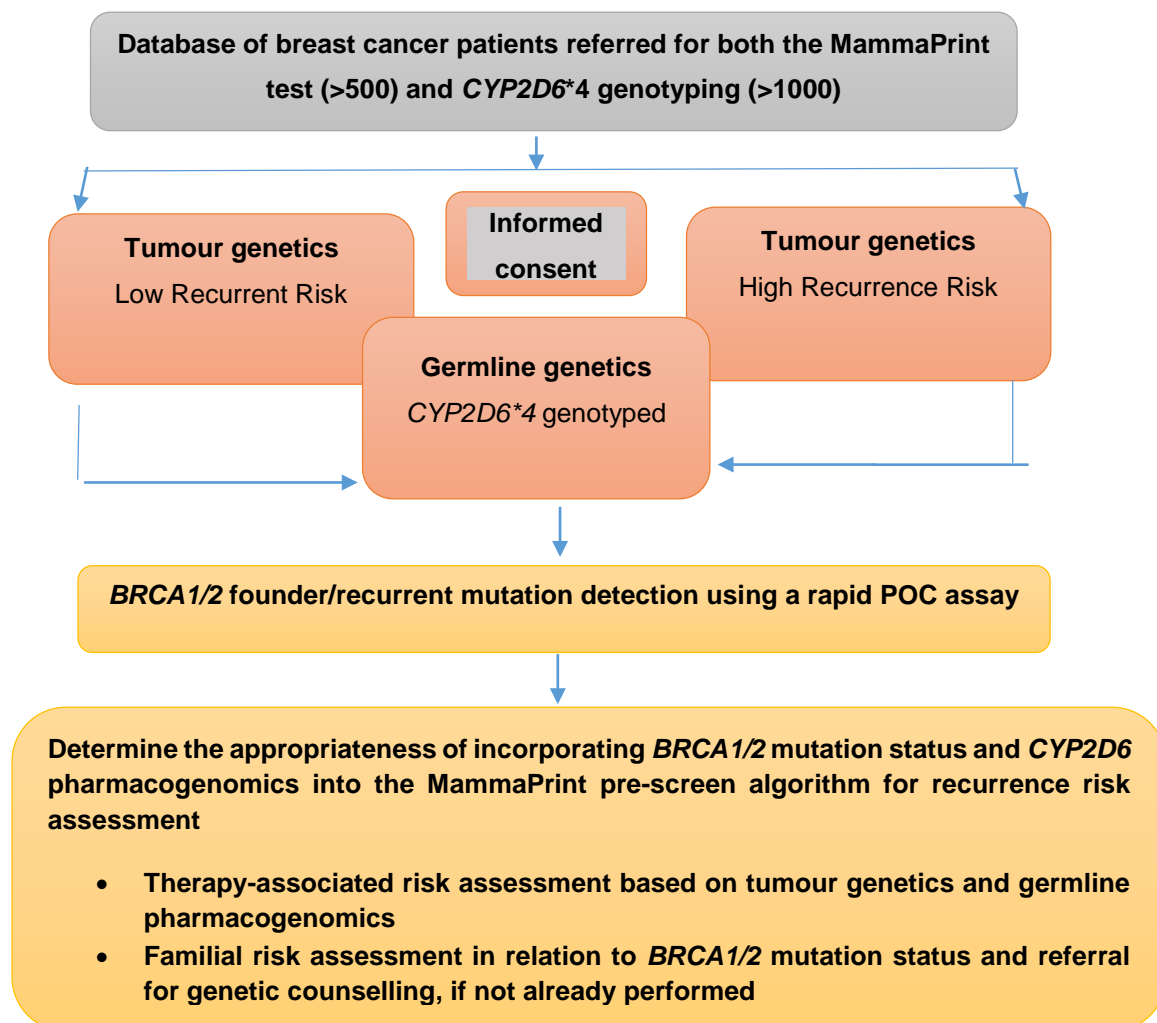 Database of breast cancer patients referred for both the MammaPrint
test (>500) and CYP2D6*4 genotyping (>1000)
Tumour genetics
Low Recurrent Risk
Informed
consent
Tumour genetics
High Recurrence Risk
Germline genetics
CYP2D6*4 genotyped
BRCA1/2 founder/recurrent mutation detection using a rapid POC assay
Determine the appropriateness of incorporating BRCA1/2 mutation status and CYP2D6
pharmacogenomics into the MammaPrint pre-screen algorithm for recurrence risk
assessment
• Therapy-associated risk assessment based on tumour genetics and germline
pharmacogenomics
• Familial risk assessment in relation to BRCA1/2 mutation status and referral
for genetic counselling, if not already performed